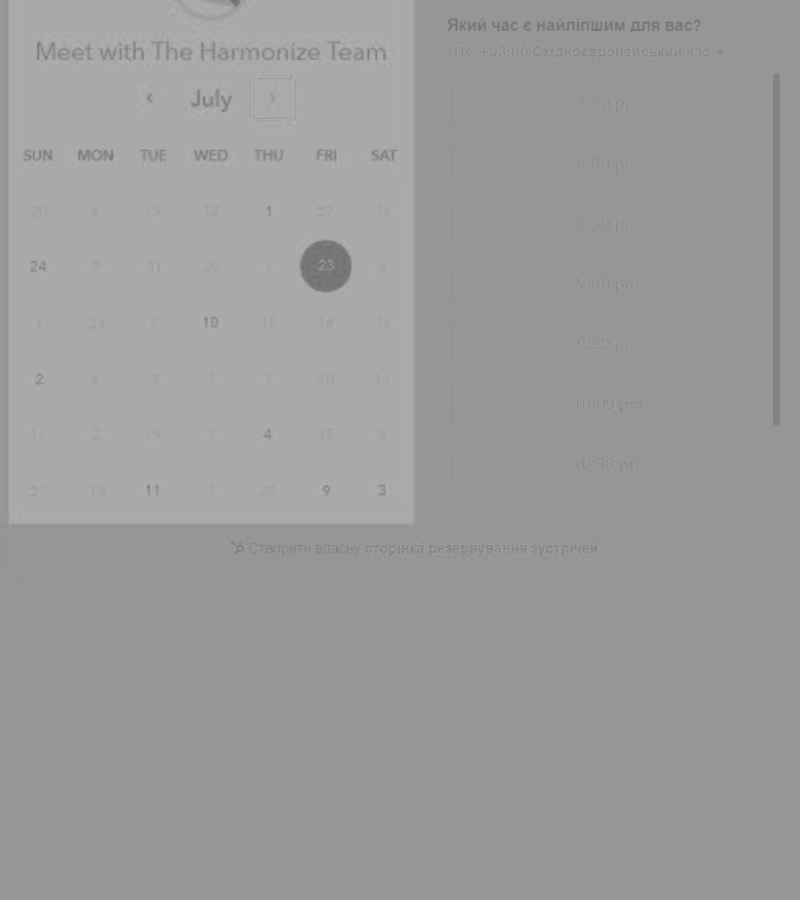 Meet with The Harmonize Team
July
SUN MON TUE WED THU FRI SAT
20 6 19 12 1 27 16
24 9 31 29 1 23 4
1 24 1 10 15 14 16
2 6 3 7 1 20 11
11 2 19 1 4 15 5
27 10 11 7 28 9 3
Який час є найліпшим для вас?
UTC +03:00 Східноєвропейський час
7:30 pm
8:00 pm
8:30 pm
9:00 pm
9:30 pm
10:00 pm
10:30 pm
Створити власну сторінка резервування зустрічей